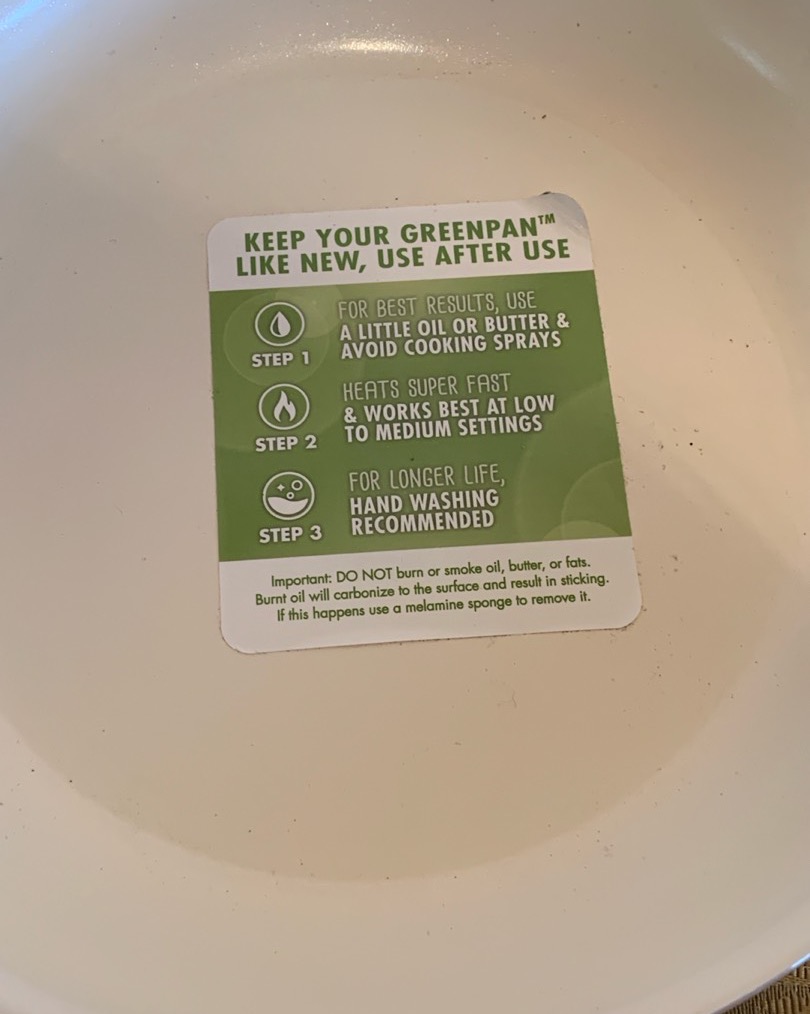 KEEP YOUR GREENPAN™
LIKE NEW, USE AFTER USE
FOR BEST RESULTS, USE
A LITTLE OIL OR BUTTER &
AVOID COOKING SPRAYS
STEP 1
HEATS SUPER FAST
& WORKS BEST AT LOW
TO MEDIUM SETTINGS
STEP 2
FOR LONGER LIFE,
HAND WASHING
RECOMMENDED
STEP 3
Important: DO NOT burn or smoke oil, butter, or fats.
Burnt oil will carbonize to the surface and result in sticking.
If this happens use a melamine sponge to remove it.